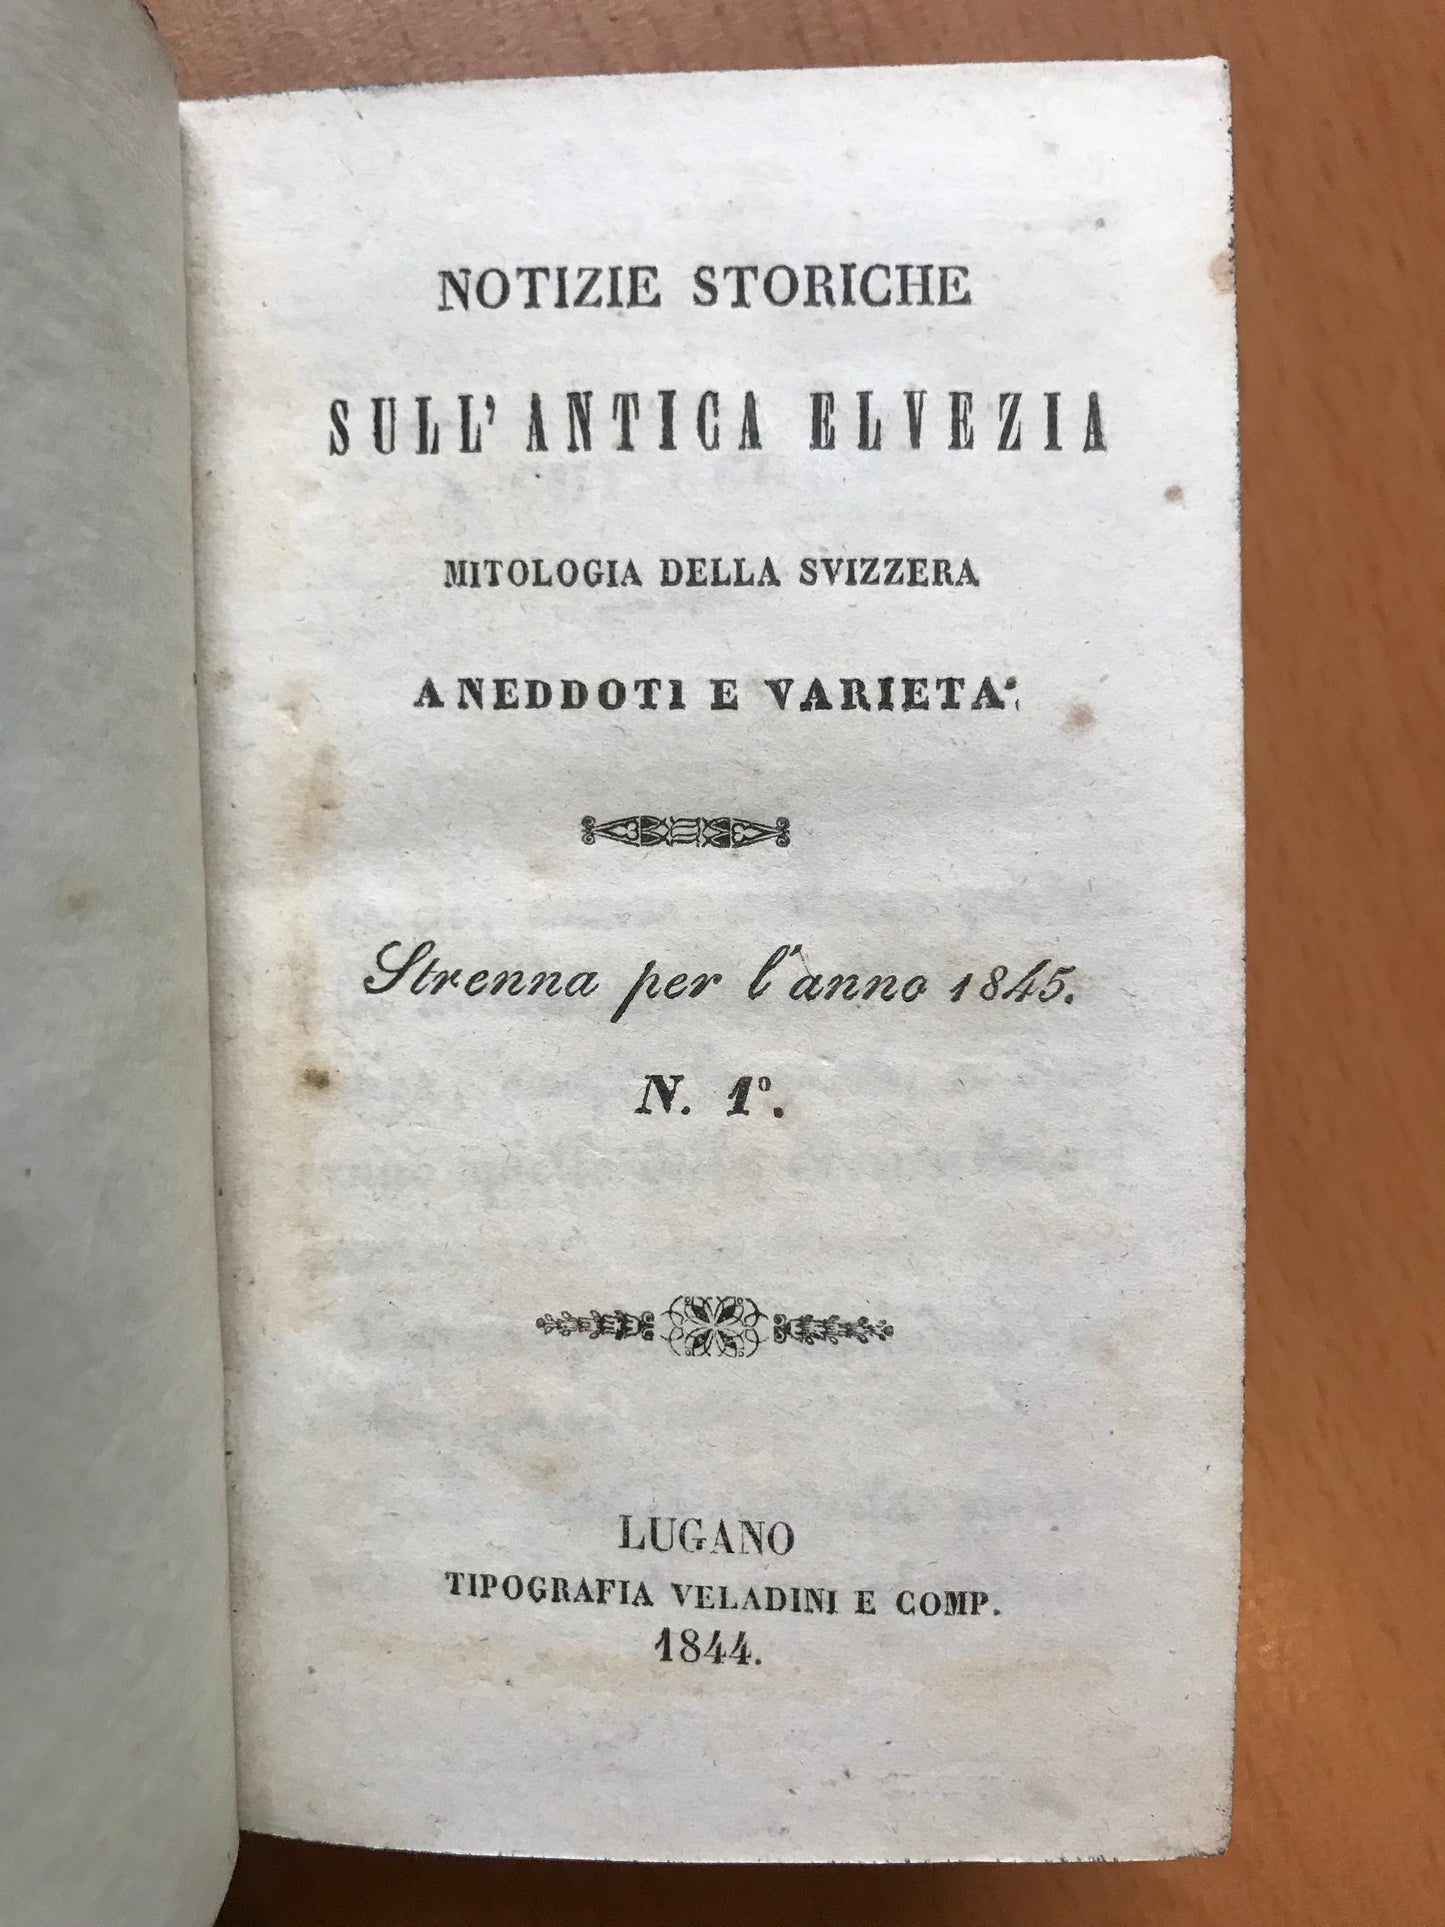 NOTIZIE STORICHE
SULL'ANTICA ELVEZIA
MITOLOGIA DELLA SVIZZERA
ANEDDOTI E VARIETA'
Strenna per l'anno 1845.
N. 1°.
LUGANO
TIPOGRAFIA VELADINI E COMP.
1844.